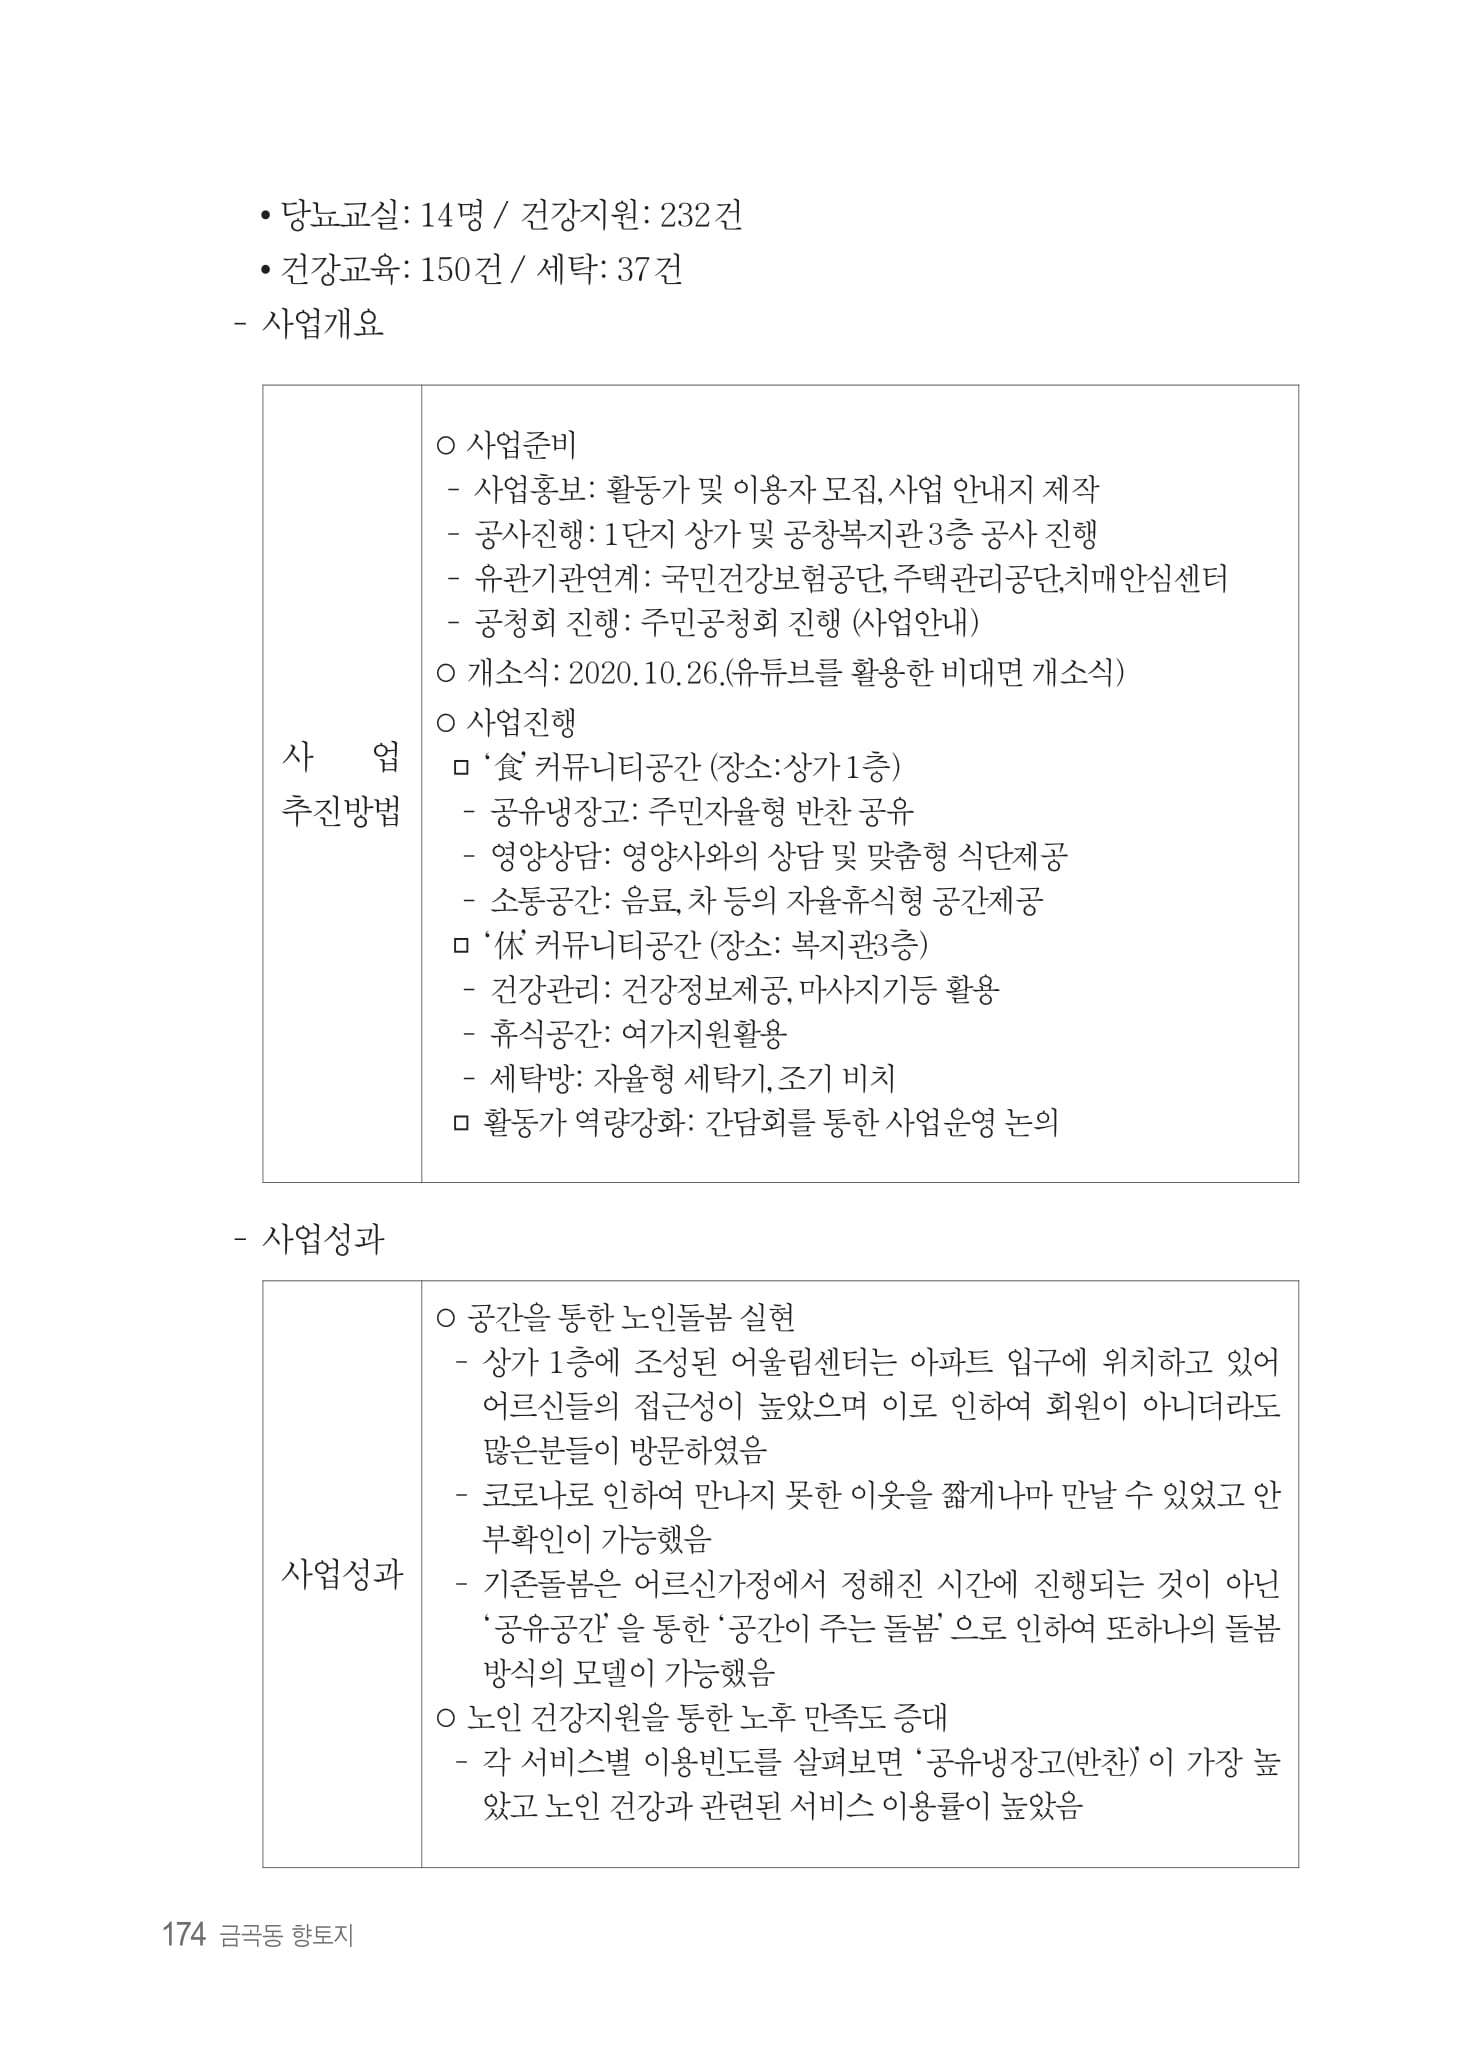 • 당뇨교실: 14명 / 건강지원: 232건
• 건강교육: 150건 / 세탁: 37건
- 사업개요
사 업
추진방법
○ 사업준비
- 사업홍보: 활동가 및 이용자 모집, 사업 안내지 제작
- 공사진행: 1단지 상가 및 공창복지관 3층 공사 진행
- 유관기관연계: 국민건강보험공단, 주택관리공단,치매안심센터
- 공청회 진행: 주민공청회 진행 (사업안내)
○ 개소식: 2020. 10. 26.(유튜브를 활용한 비대면 개소식)
○ 사업진행
□ ‘食’ 커뮤니티공간 (장소:상가 1층)
- 공유냉장고: 주민자율형 반찬 공유
- 영양상담: 영양사와의 상담 및 맞춤형 식단제공
- 소통공간: 음료, 차 등의 자율휴식형 공간제공
□ ‘休’ 커뮤니티공간 (장소: 복지관3층)
- 건강관리: 건강정보제공, 마사지기등 활용
- 휴식공간: 여가지원활용
- 세탁방: 자율형 세탁기, 조기 비치
□ 활동가 역량강화: 간담회를 통한 사업운영 논의
- 사업성과
사업성과
○ 공간을 통한 노인돌봄 실현
- 상가 1층에 조성된 어울림센터는 아파트 입구에 위치하고 있어
어르신들의 접근성이 높았으며 이로 인하여 회원이 아니더라도
많은분들이 방문하였음
- 코로나로 인하여 만나지 못한 이웃을 짧게나마 만날 수 있었고 안
부확인이 가능했음
- 기존돌봄은 어르신가정에서 정해진 시간에 진행되는 것이 아닌
‘공유공간’ 을 통한 ‘공간이 주는 돌봄’ 으로 인하여 또하나의 돌봄
방식의 모델이 가능했음
○ 노인 건강지원을 통한 노후 만족도 증대
- 각 서비스별 이용빈도를 살펴보면 ‘공유냉장고(반찬)’ 이 가장 높
았고 노인 건강과 관련된 서비스 이용률이 높았음
174 금곡동 향토지